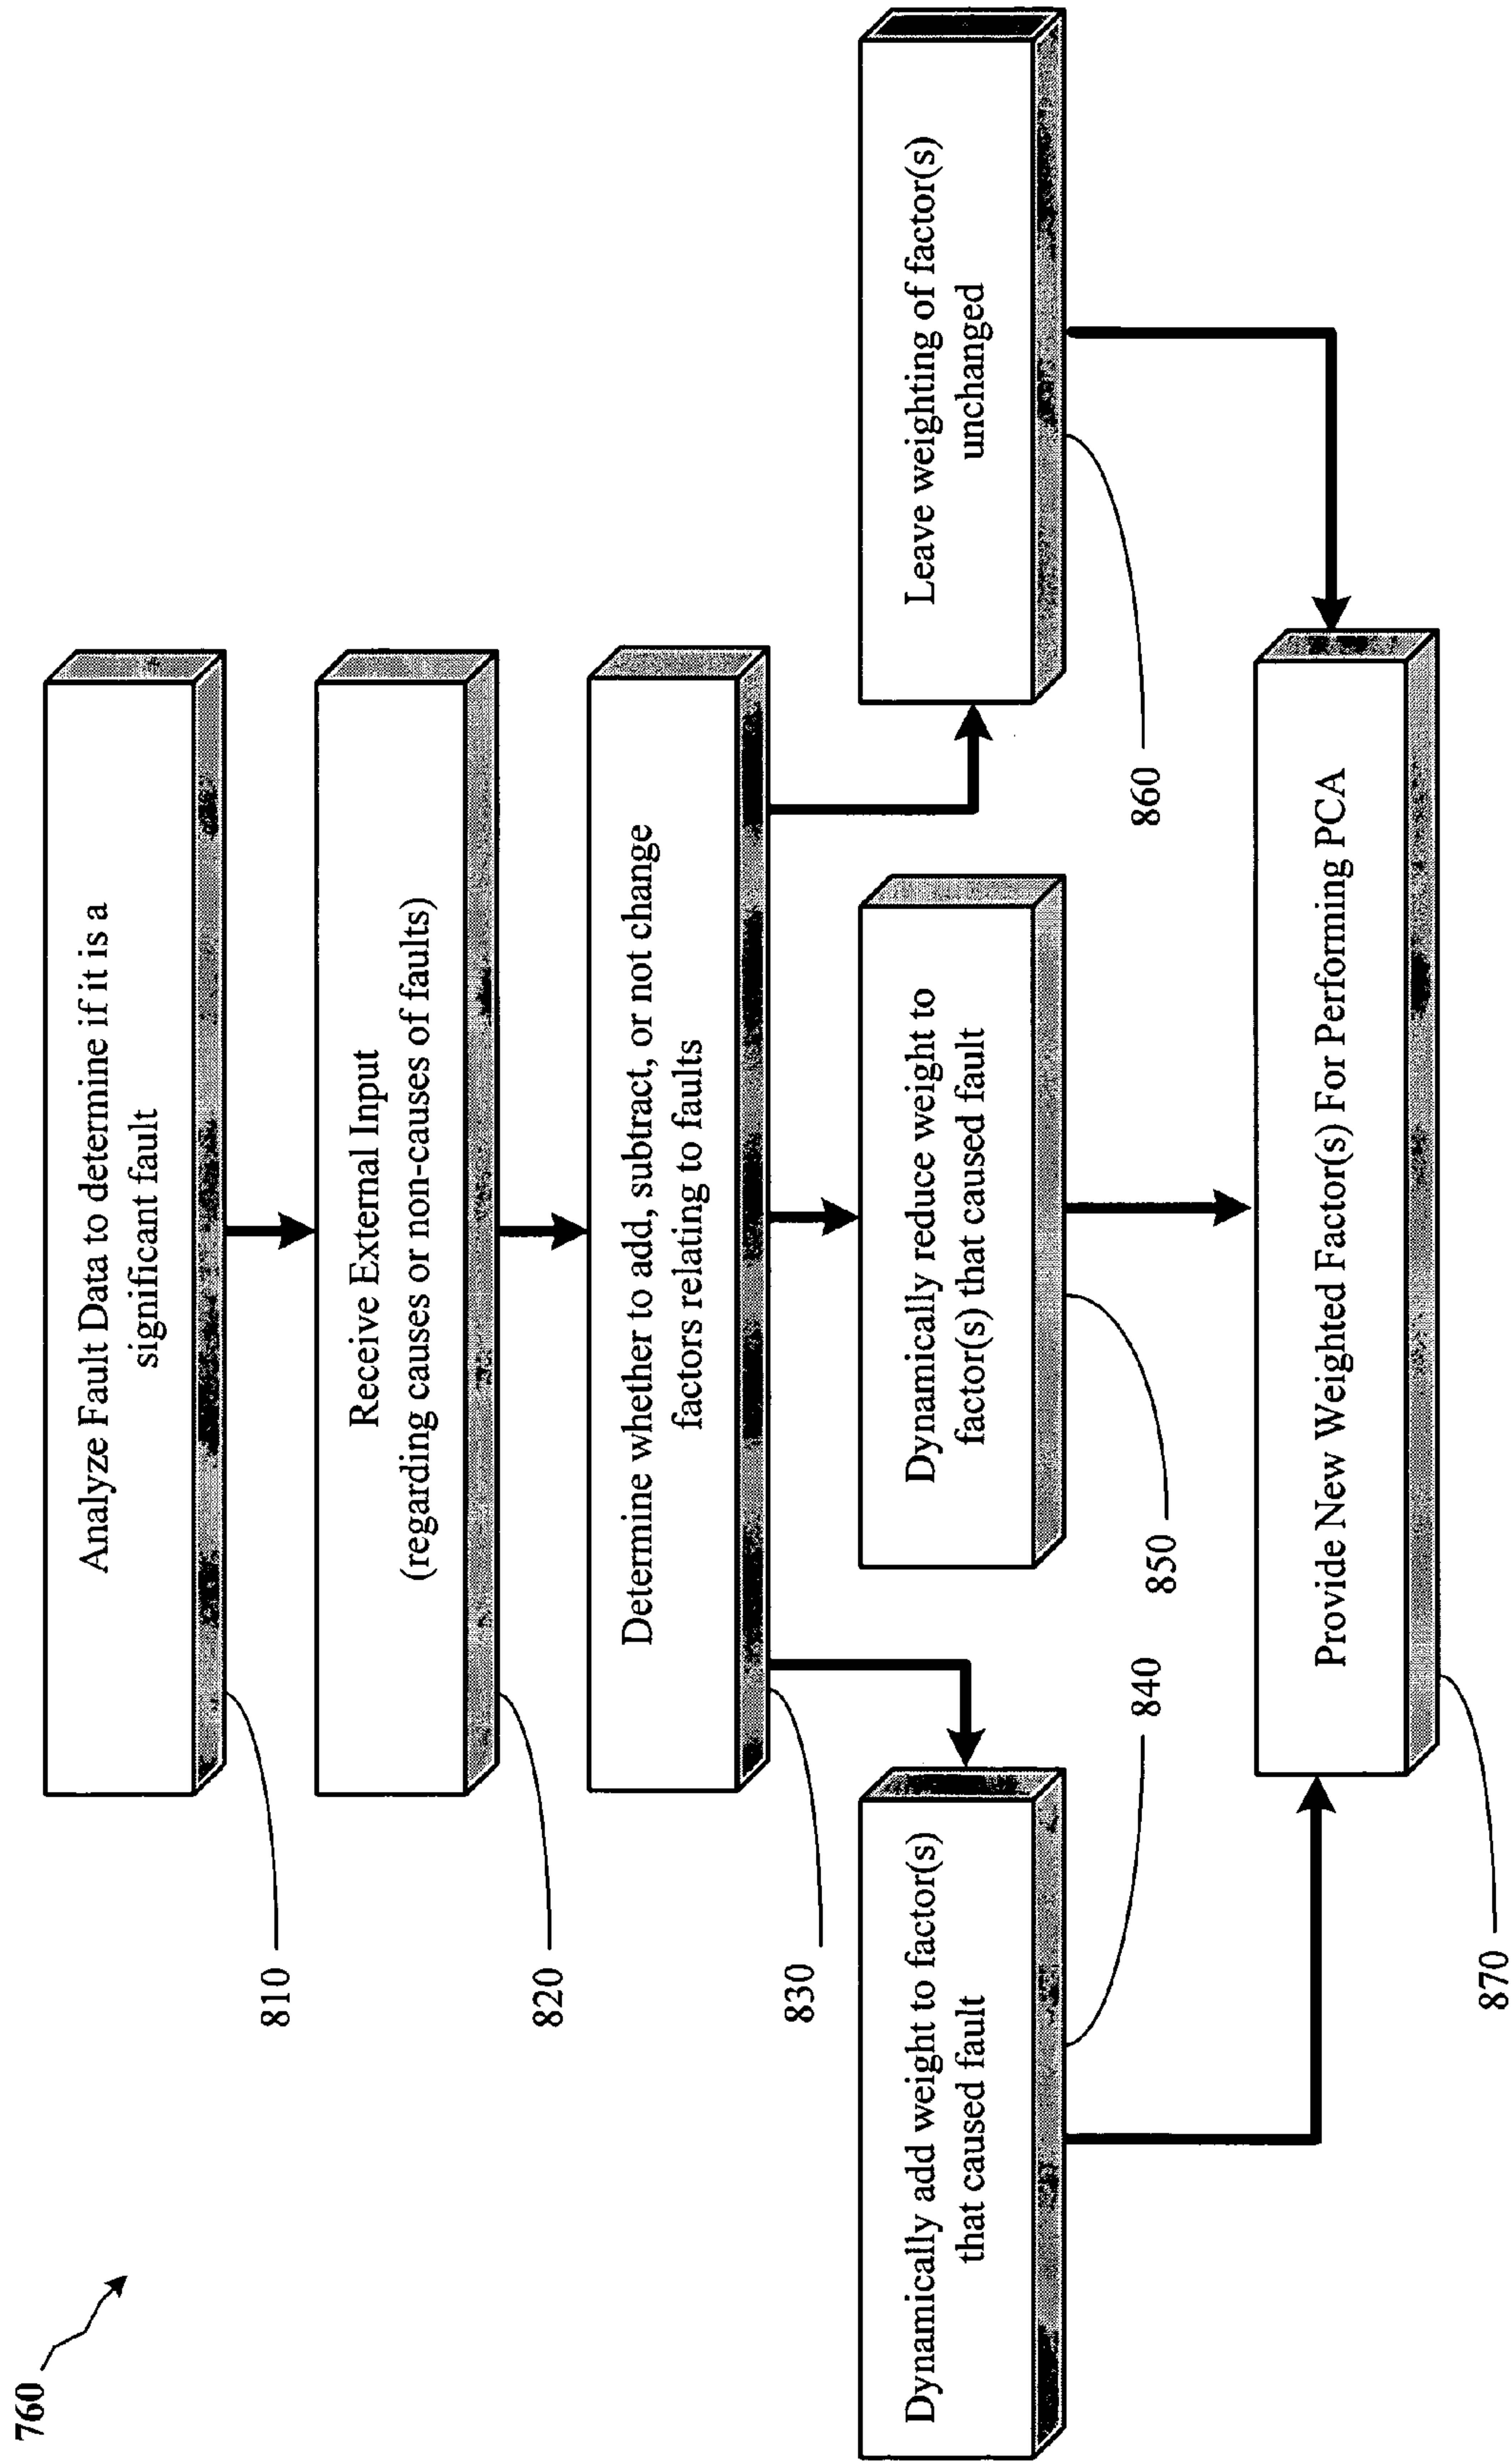 760
Analyze Fault Data to determine if it is a
significant fault
810
Receive External Input
(regarding causes or non-causes of faults)
820
Determine whether to add, subtract, or not change
factors relating to faults
830
Dynamically add weight to factor(s)
that caused fault
840
Dynamically reduce weight to
factor(s) that caused fault
850
Leave weighting of factor(s)
unchanged
860
Provide New Weighted Factor(s) For Performing PCA
870